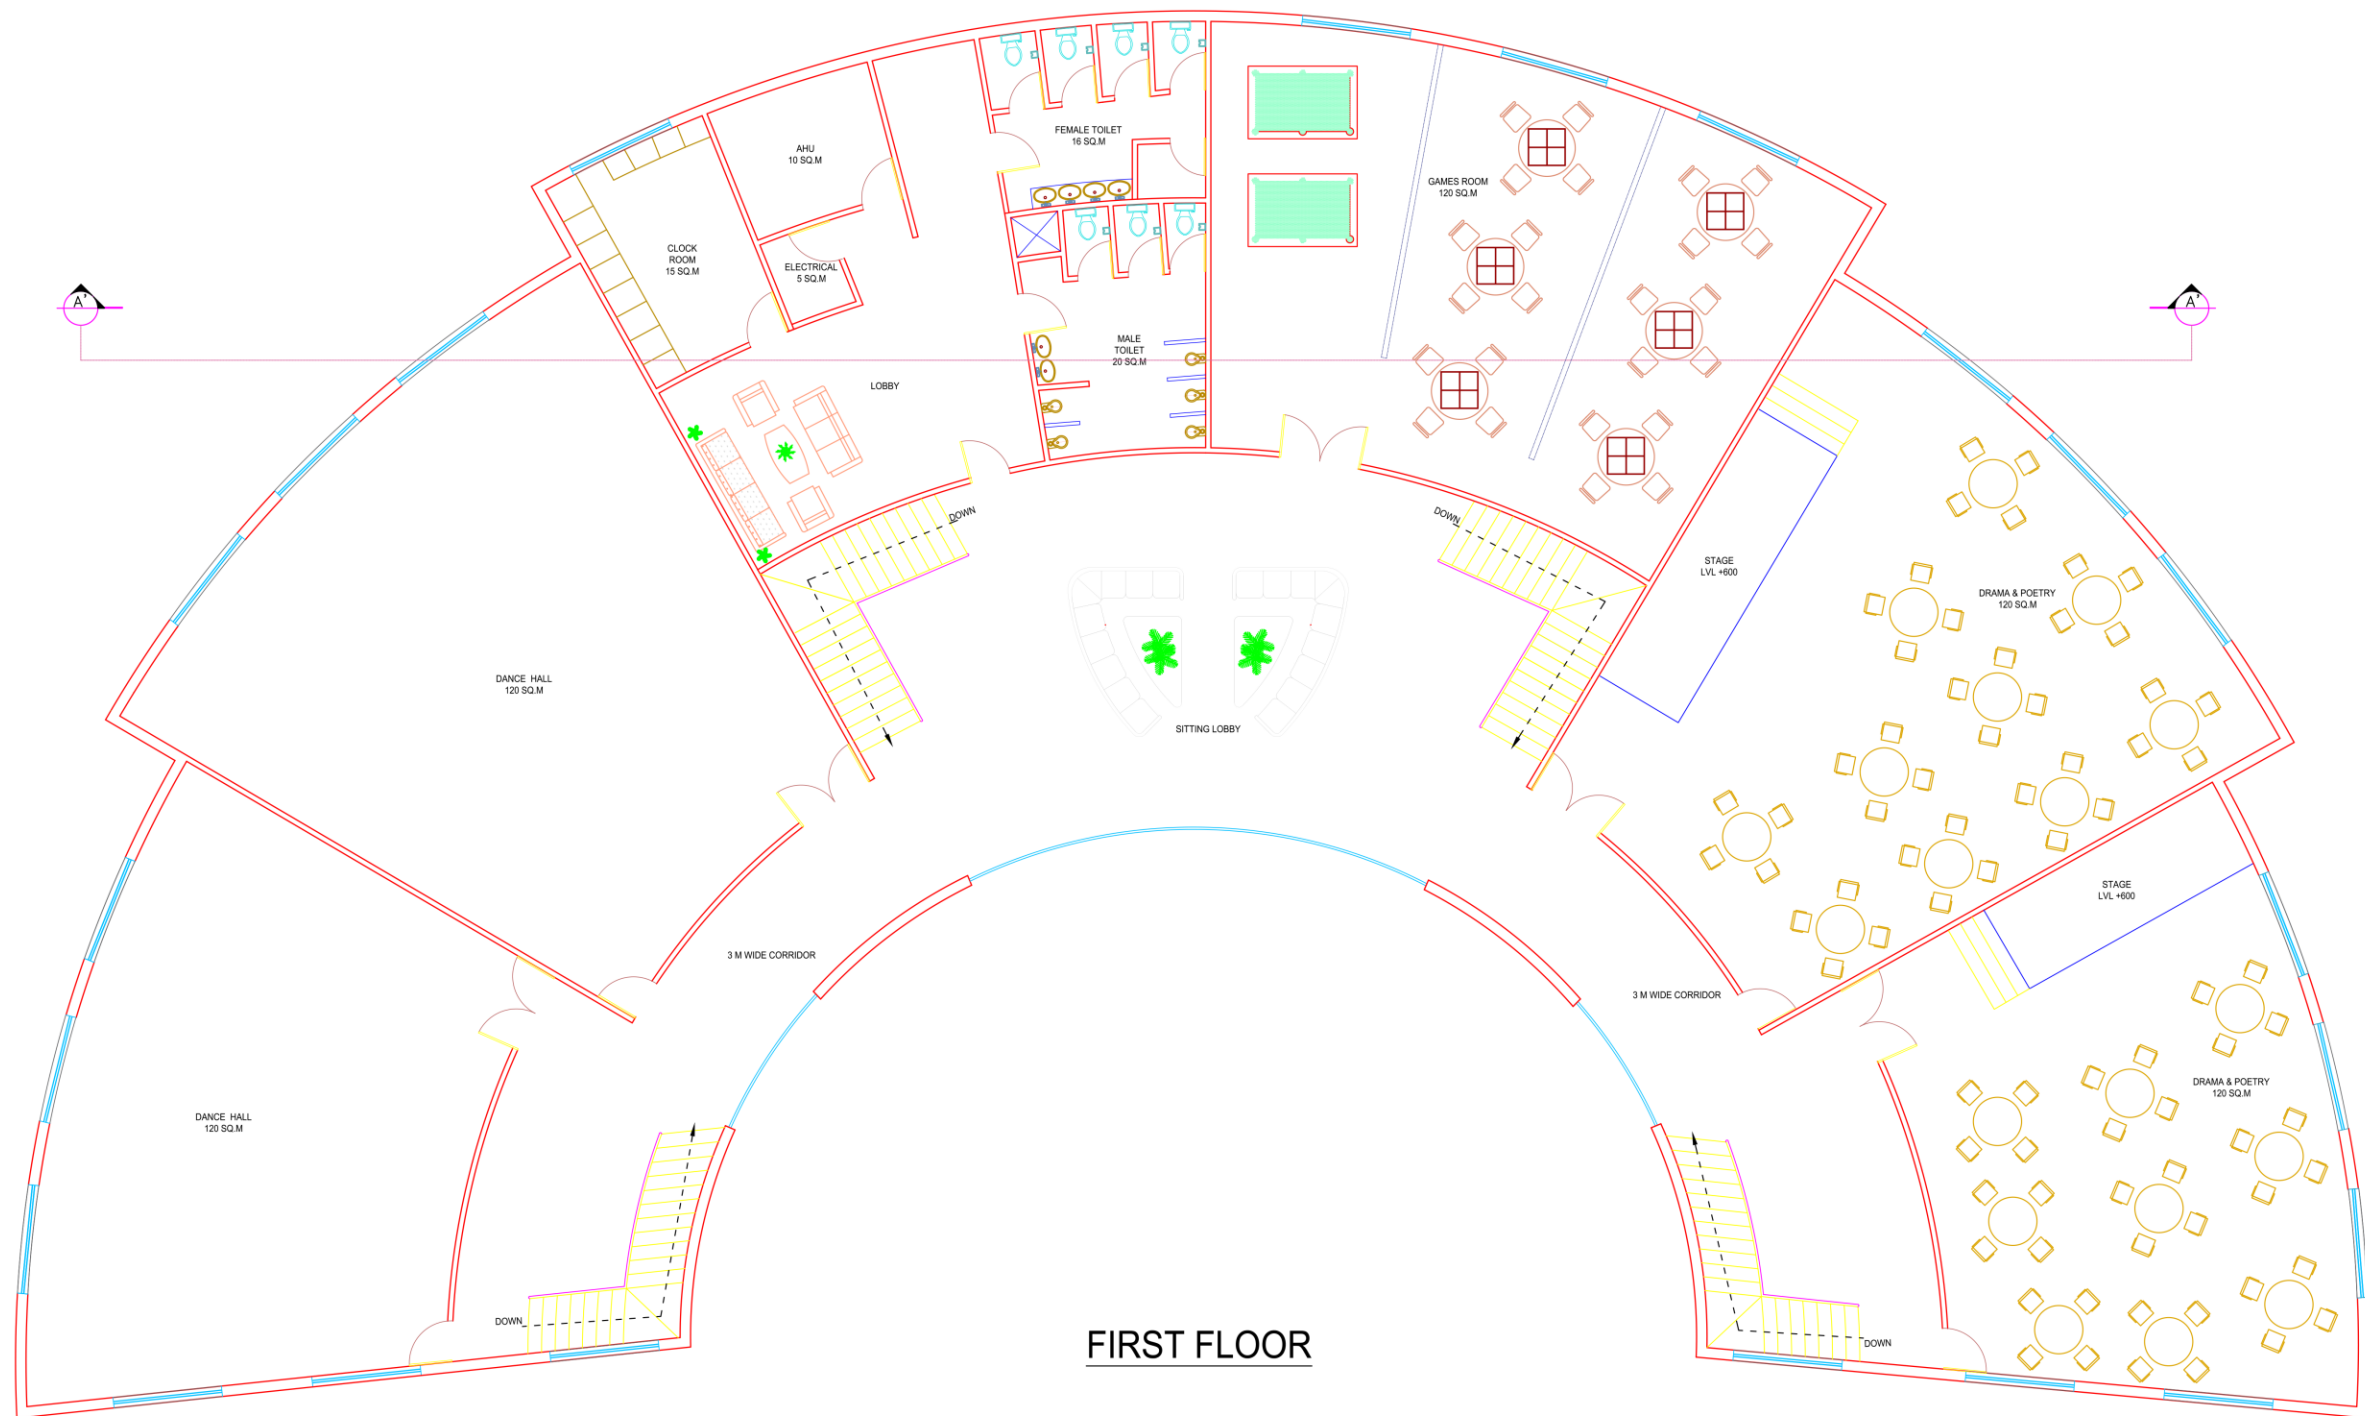 FEMALE TOILET
16 SQ.M
AHU
10 SQ.M
GAMES ROOM
120 SQ.M
CLOCK
ROOM
15 SQ.M
ELECTRICAL
5 SQ.M
A'
A'
MALE
TOILET
20 SQ.M
LOBBY
DOWN
DOWN
STAGE
LVL +600
DRAMA & POETRY
120 SQ.M
DANCE HALL
120 SQ.M
SITTING LOBBY
STAGE
LVL +600
3 M WIDE CORRIDOR
3 M WIDE CORRIDOR
DRAMA & POETRY
120 SQ.M
DANCE HALL
120 SQ.M
DOWN
DOWN
FIRST FLOOR